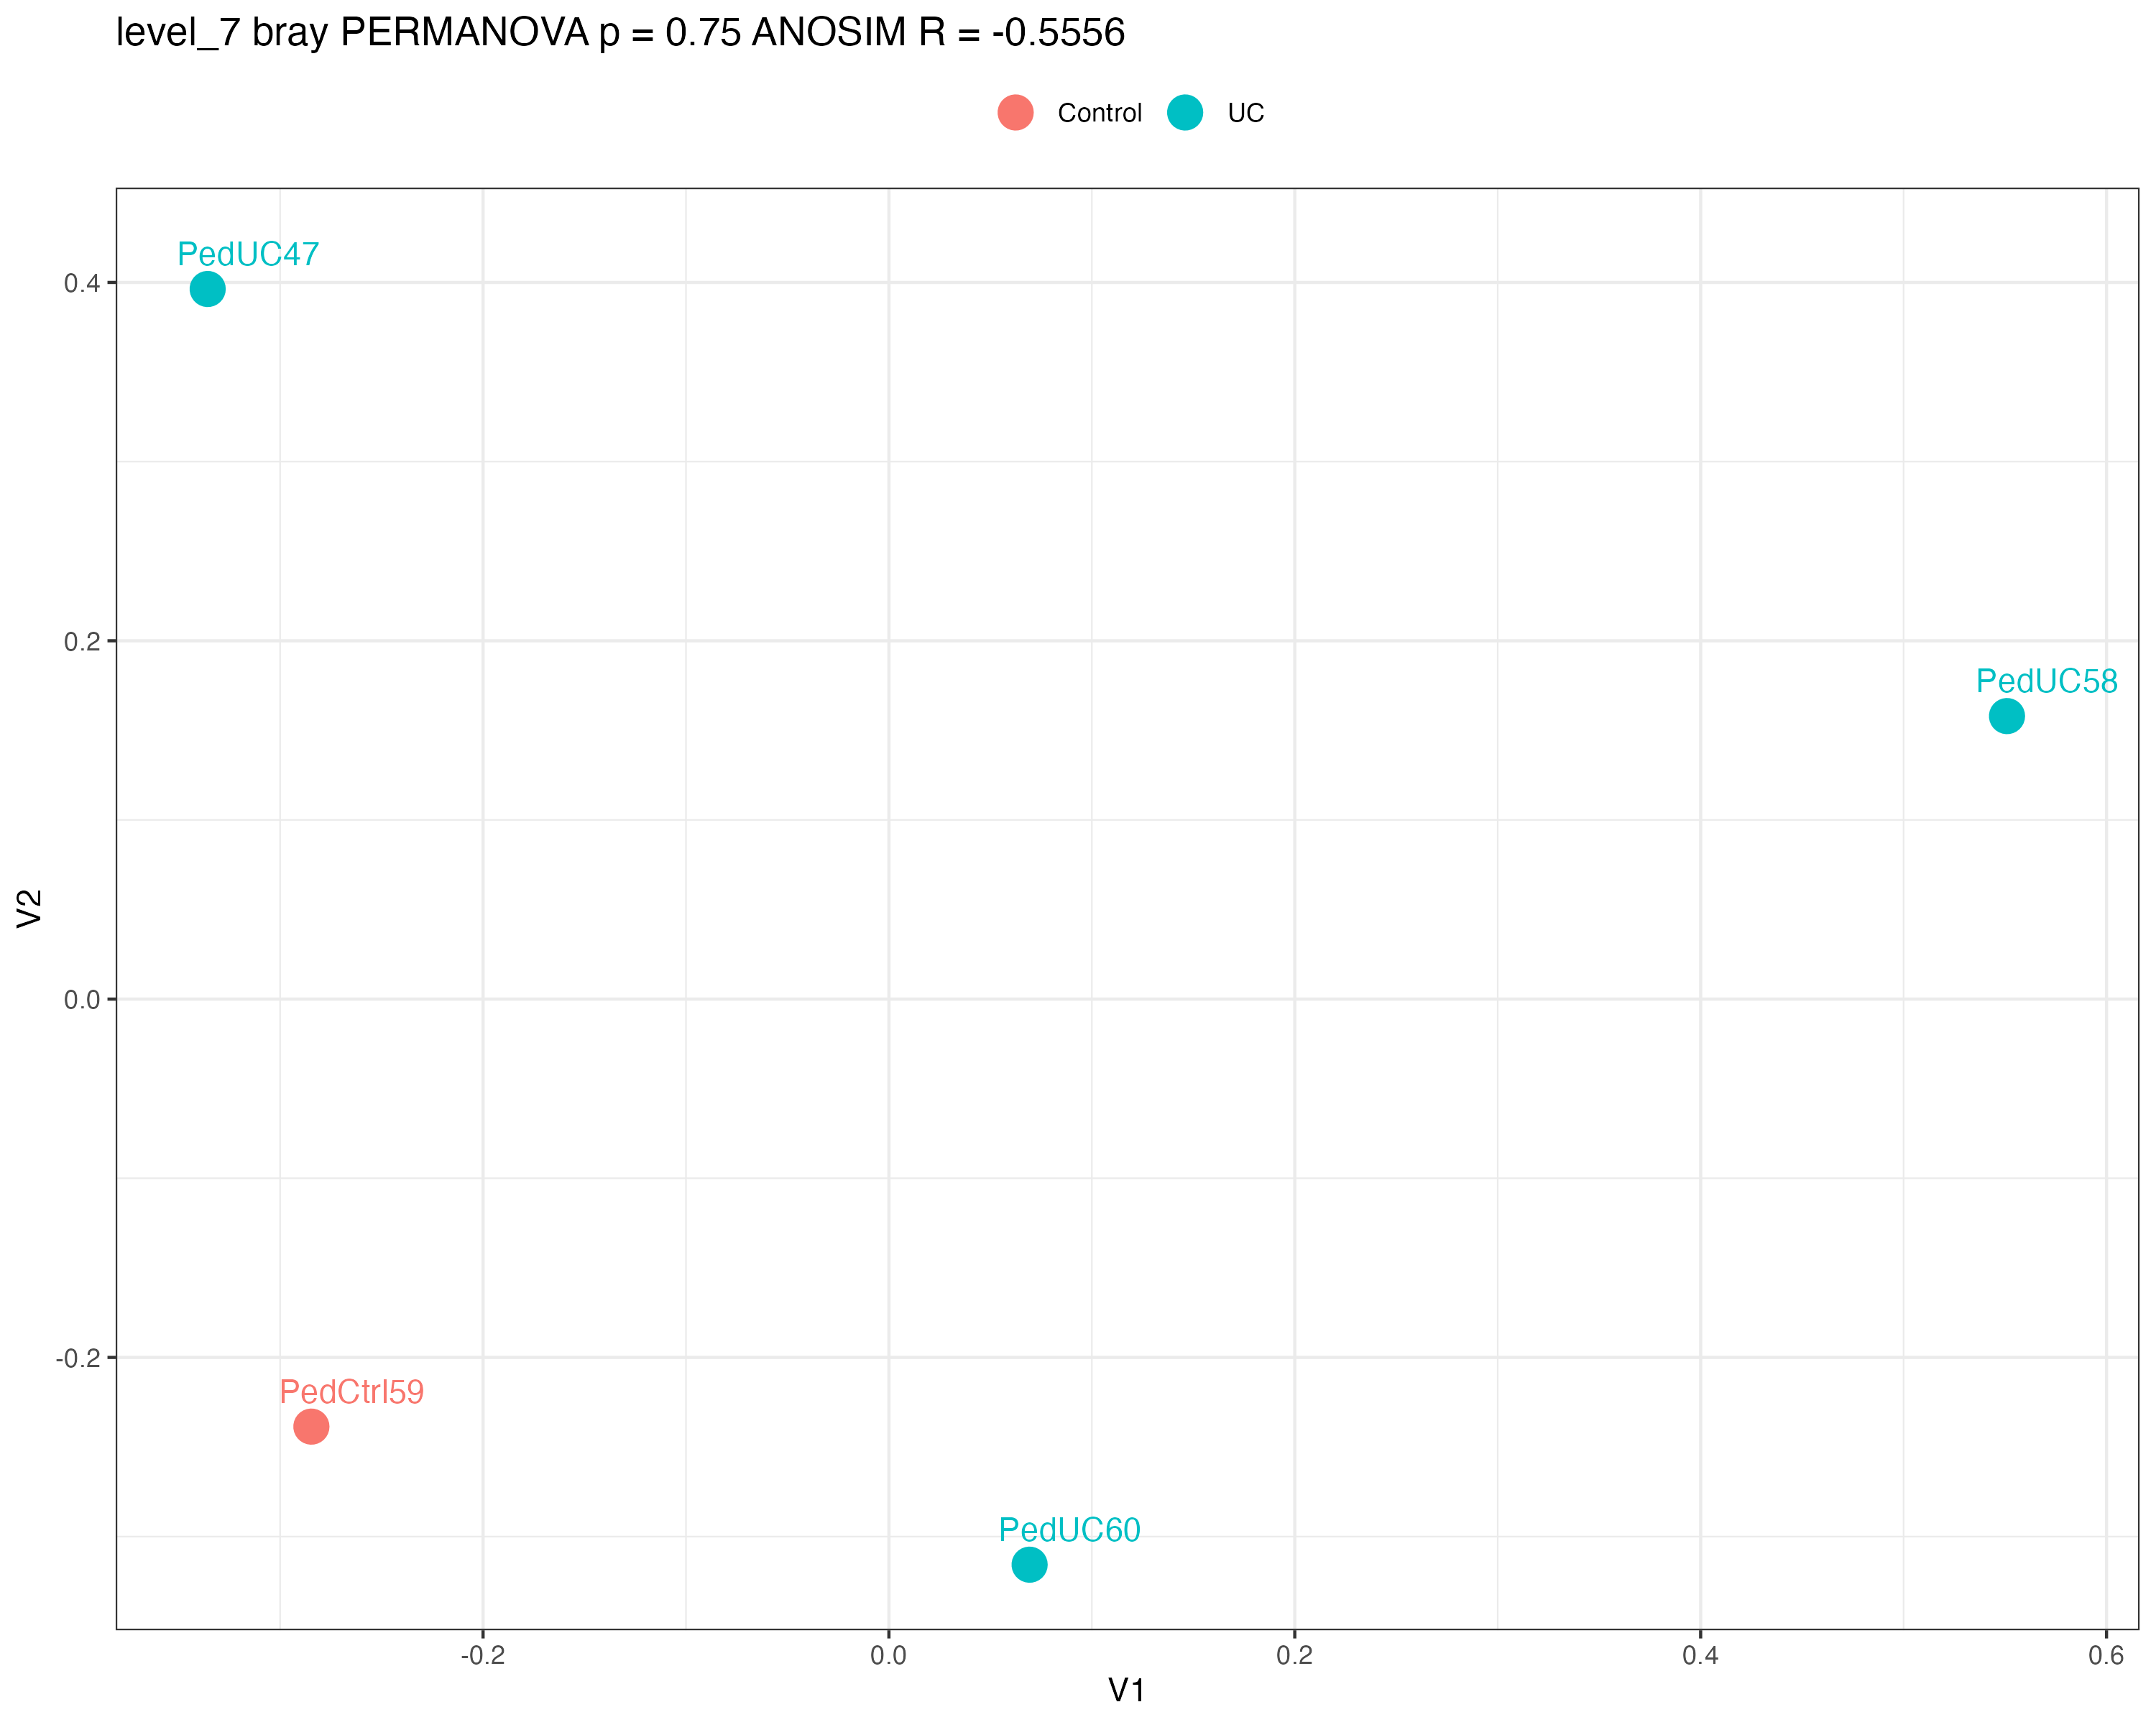 level_7 bray PERMANOVA p = 0.75 ANOSIM R = -0.5556
Control UC
PedUC47
0.4
0.2
PedUC58
V2
0.0
-0.2
PedCtrl59
PedUC60
-0.2 0.0 0.2 0.4 0.6
V1